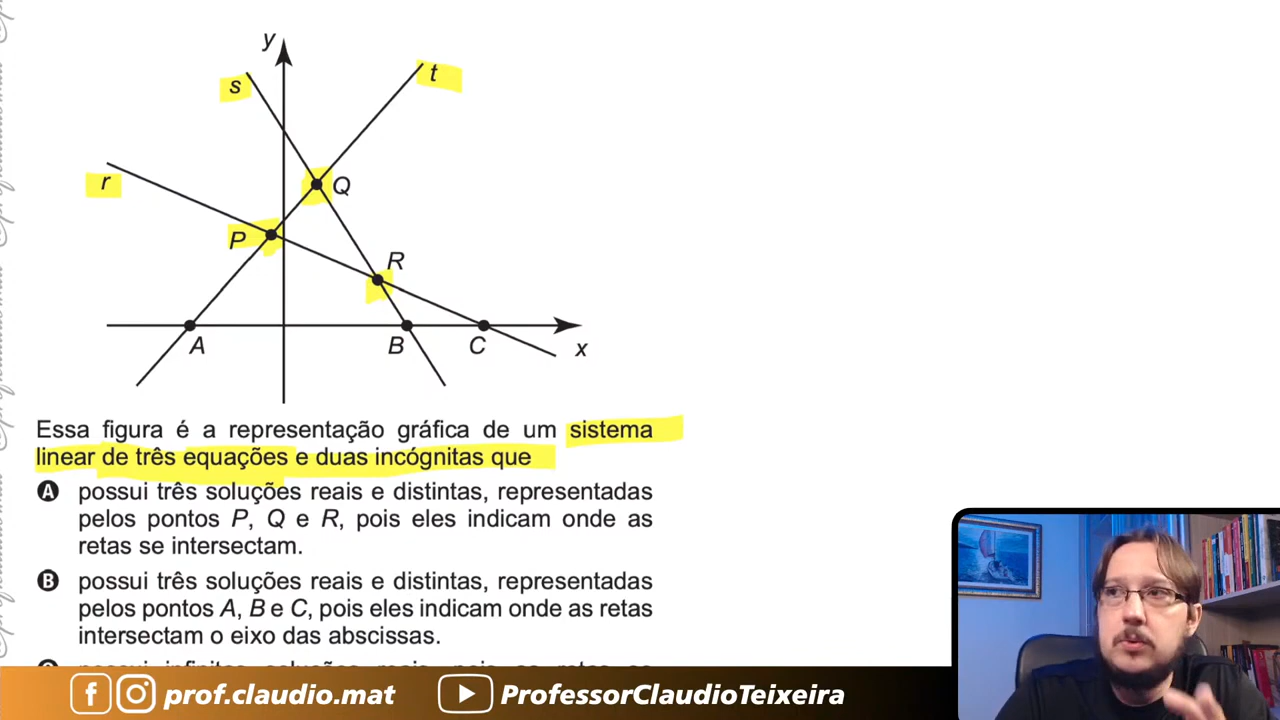 y
s
t
r
Q
P
R
A
B
C
x
Essa figura é a representação gráfica de um sistema
linear de três equações e duas incógnitas que
A possui três soluções reais e distintas, representadas
pelos pontos P, Q e R, pois eles indicam onde as
retas se intersectam.
B possui três soluções reais e distintas, representadas
pelos pontos A, B e C, pois eles indicam onde as retas
intersectam o eixo das abscissas.
prof.claudio.mat
ProfessorClaudioTeixeira